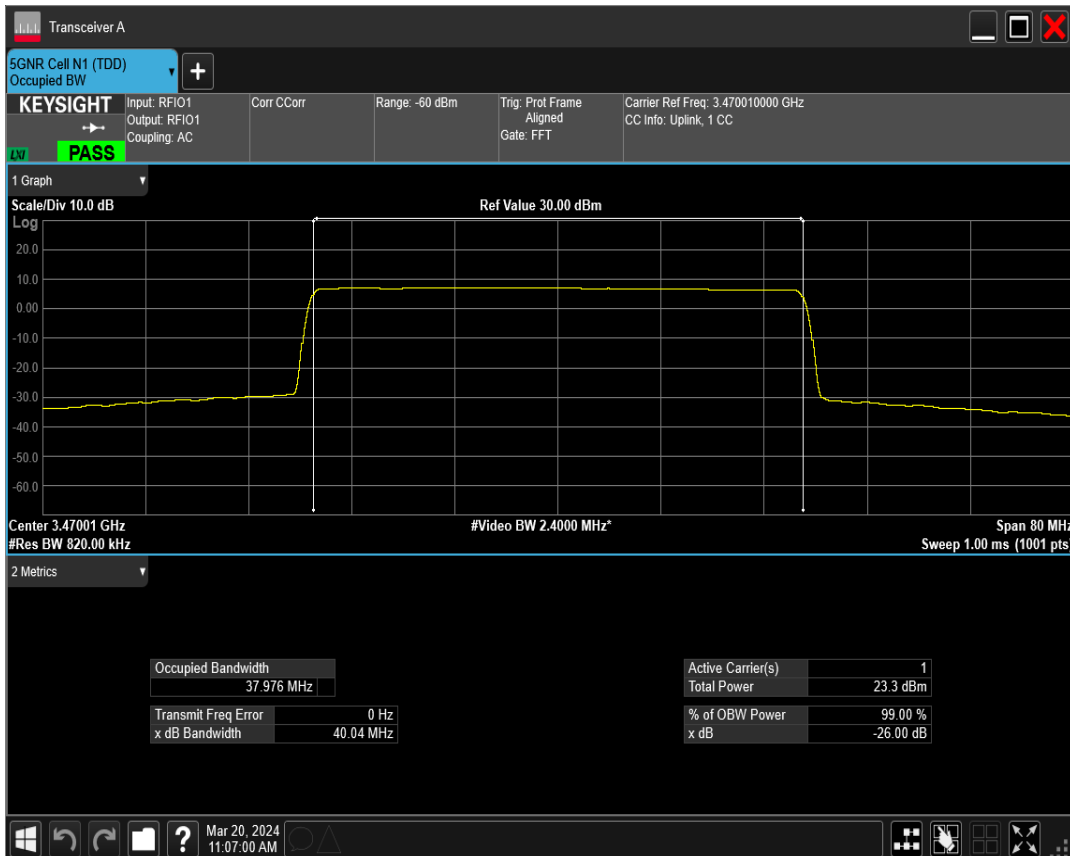 Transceiver A
5GNR Cell N1 (TDD)
Occupied BW
KEYSIGHT
LXI
PASS
Input: RFIO1
Output: RFIO1
Coupling: AC
Corr CCorr
Range: -60 dBm
Trig: Prot Frame
Aligned
Gate: FFT
Carrier Ref Freq: 3.470010000 GHz
CC Info: Uplink, 1 CC
1 Graph
Scale/Div 10.0 dB
Ref Value 30.00 dBm
Log
20.0
10.0
0.00
-10.0
-20.0
-30.0
-40.0
-50.0
-60.0
Center 3.47001 GHz
#Video BW 2.4000 MHz*
Span 80 MHz
#Res BW 820.00 kHz
Sweep 1.00 ms (1001 pts)
2 Metrics
Occupied Bandwidth
37.976 MHz
Transmit Freq Error 0 Hz
x dB Bandwidth 40.04 MHz
Active Carrier(s) 1
Total Power 23.3 dBm
% of OBW Power 99.00 %
x dB -26.00 dB
?
Mar 20, 2024
11:07:00 AM